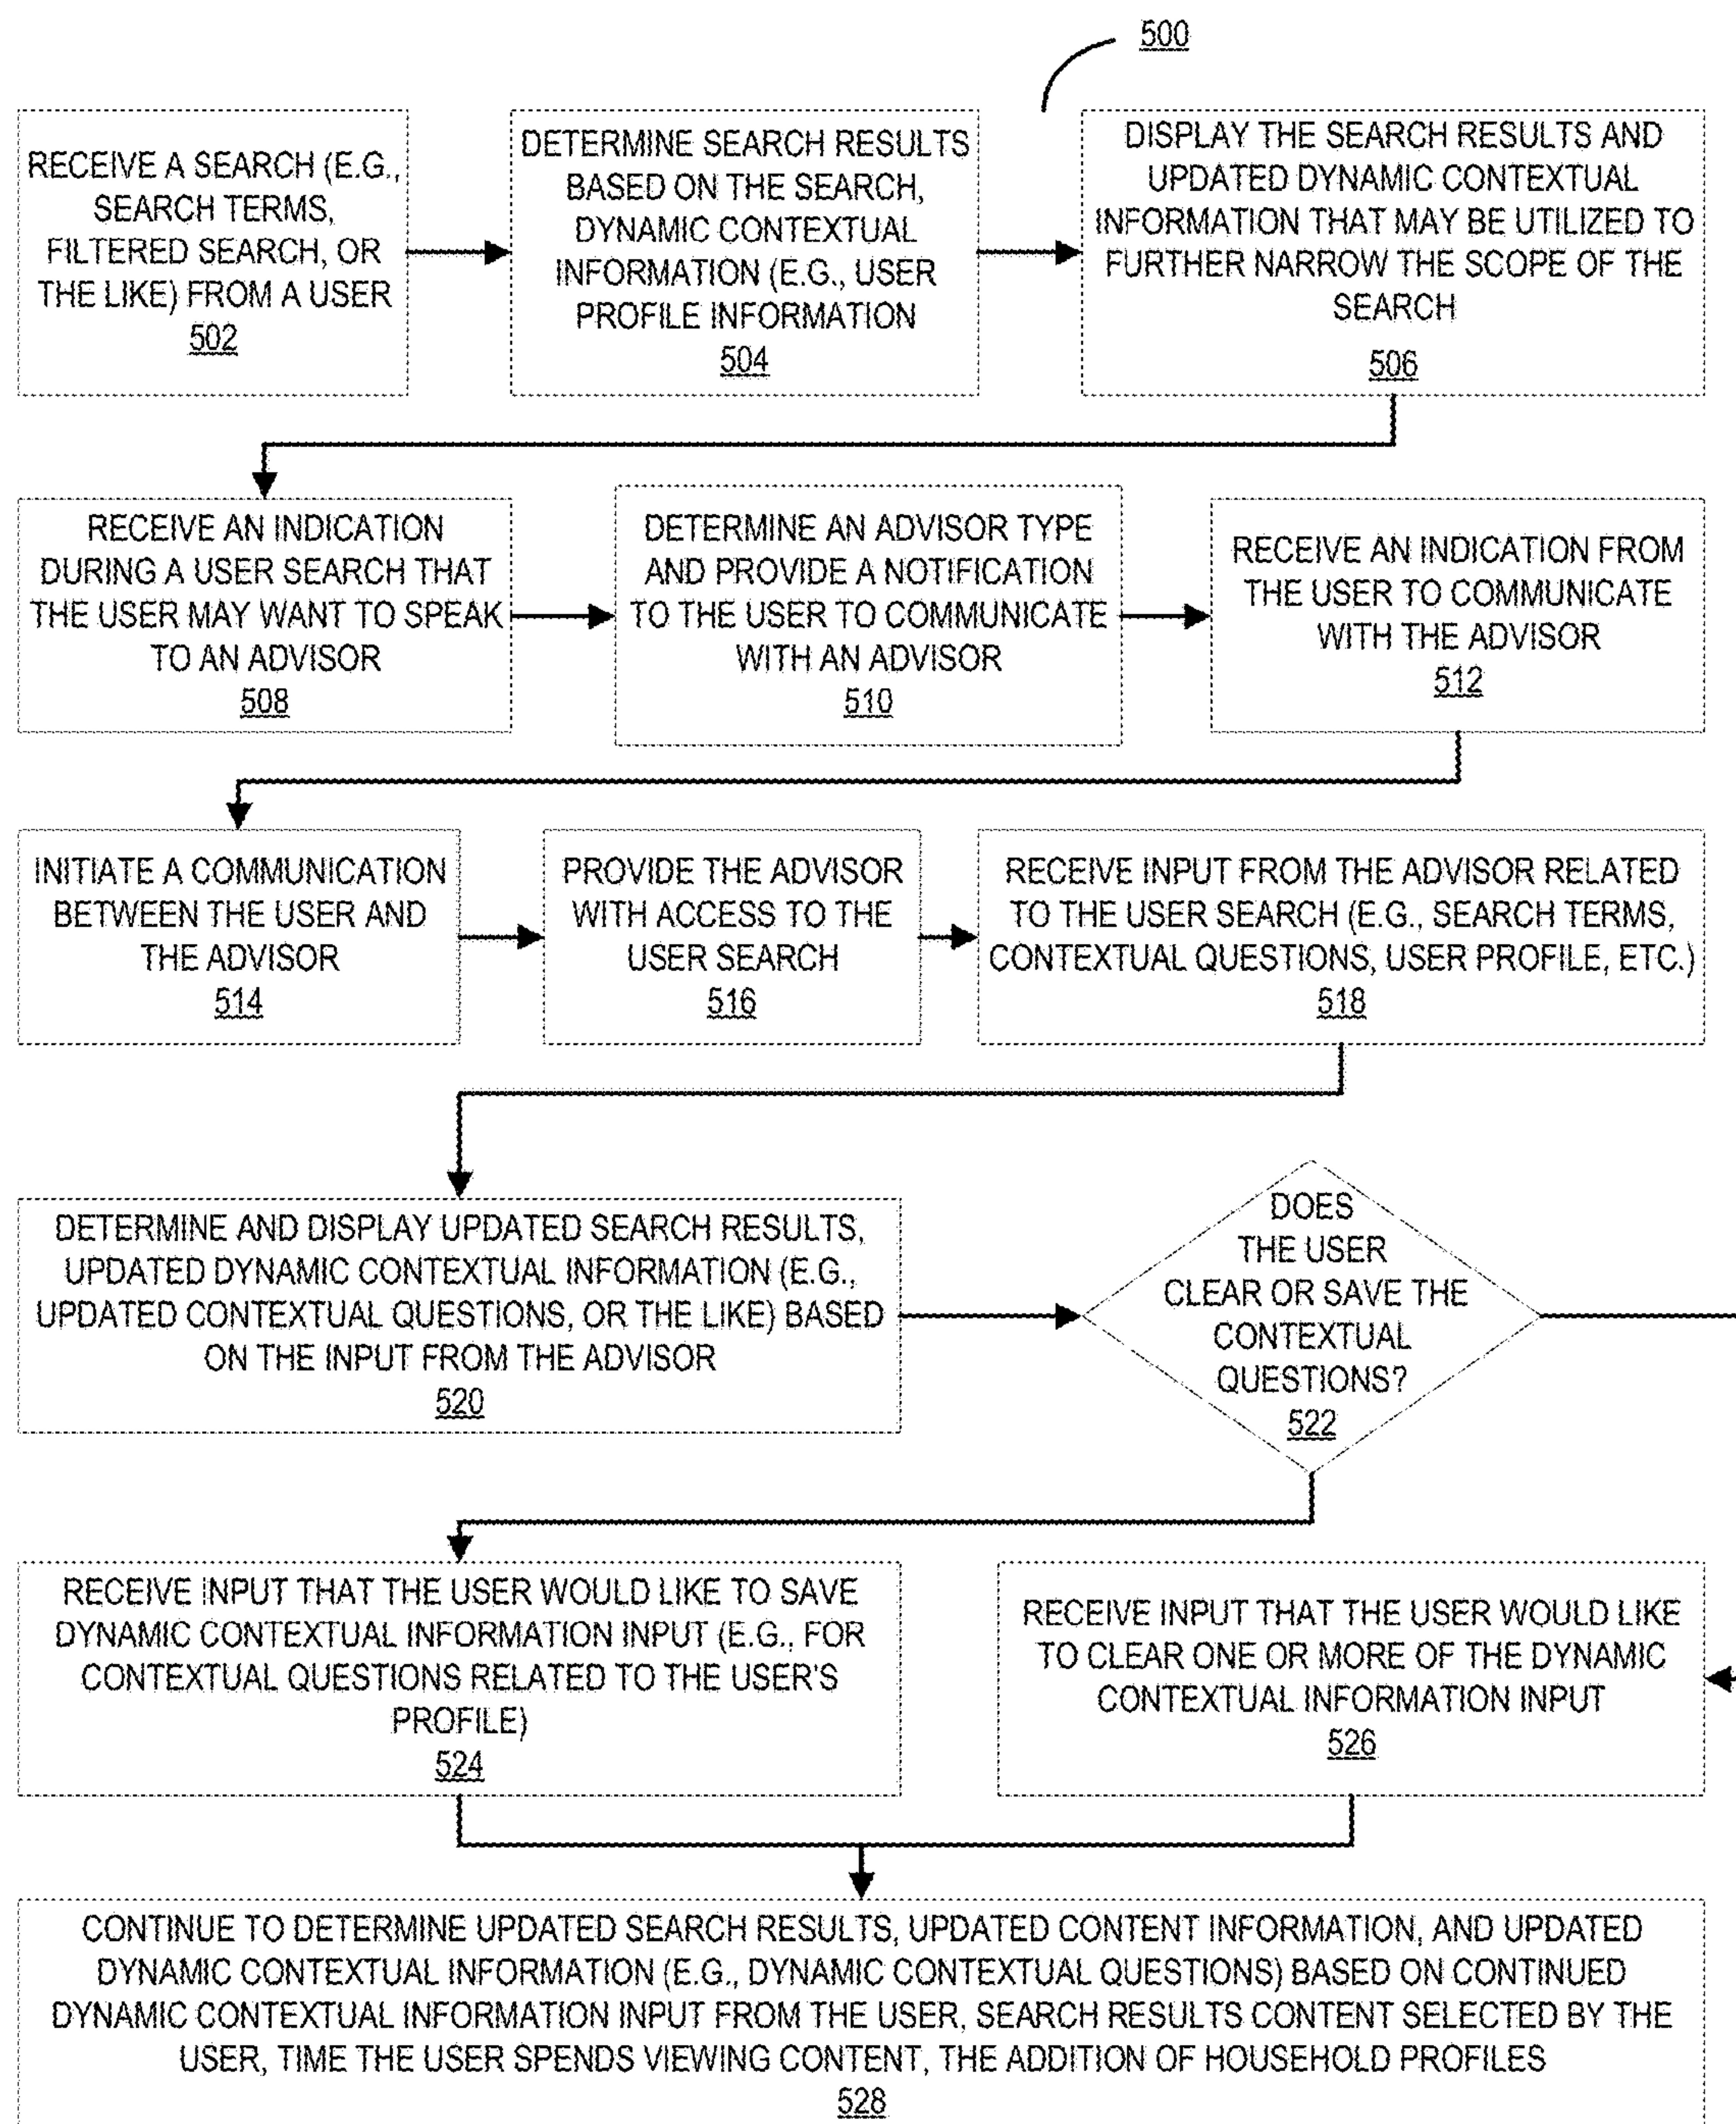 500
RECEIVE A SEARCH (E.G.,
SEARCH TERMS,
FILTERED SEARCH, OR
THE LIKE) FROM A USER
502
DETERMINE SEARCH RESULTS
BASED ON THE SEARCH,
DYNAMIC CONTEXTUAL
INFORMATION (E.G., USER
PROFILE INFORMATION
504
DISPLAY THE SEARCH RESULTS AND
UPDATED DYNAMIC CONTEXTUAL
INFORMATION THAT MAY BE UTILIZED TO
FURTHER NARROW THE SCOPE OF THE
SEARCH
506
RECEIVE AN INDICATION
DURING A USER SEARCH THAT
THE USER MAY WANT TO SPEAK
TO AN ADVISOR
508
DETERMINE AN ADVISOR TYPE
AND PROVIDE A NOTIFICATION
TO THE USER TO COMMUNICATE
WITH AN ADVISOR
510
RECEIVE AN INDICATION FROM
THE USER TO COMMUNICATE
WITH THE ADVISOR
512
INITIATE A COMMUNICATION
BETWEEN THE USER AND
THE ADVISOR
514
PROVIDE THE ADVISOR
WITH ACCESS TO THE
USER SEARCH
516
RECEIVE INPUT FROM THE ADVISOR RELATED
TO THE USER SEARCH (E.G., SEARCH TERMS,
CONTEXTUAL QUESTIONS, USER PROFILE, ETC.)
518
DETERMINE AND DISPLAY UPDATED SEARCH RESULTS,
UPDATED DYNAMIC CONTEXTUAL INFORMATION (E.G.,
UPDATED CONTEXTUAL QUESTIONS, OR THE LIKE) BASED
ON THE INPUT FROM THE ADVISOR
520
DOES
THE USER
CLEAR OR SAVE THE
CONTEXTUAL
QUESTIONS?
522
RECEIVE INPUT THAT THE USER WOULD LIKE TO SAVE
DYNAMIC CONTEXTUAL INFORMATION INPUT (E.G., FOR
CONTEXTUAL QUESTIONS RELATED TO THE USER'S
PROFILE)
524
RECEIVE INPUT THAT THE USER WOULD LIKE
TO CLEAR ONE OR MORE OF THE DYNAMIC
CONTEXTUAL INFORMATION INPUT
526
CONTINUE TO DETERMINE UPDATED SEARCH RESULTS, UPDATED CONTENT INFORMATION, AND UPDATED
DYNAMIC CONTEXTUAL INFORMATION (E.G., DYNAMIC CONTEXTUAL QUESTIONS) BASED ON CONTINUED
DYNAMIC CONTEXTUAL INFORMATION INPUT FROM THE USER, SEARCH RESULTS CONTENT SELECTED BY THE
USER, TIME THE USER SPENDS VIEWING CONTENT, THE ADDITION OF HOUSEHOLD PROFILES
528